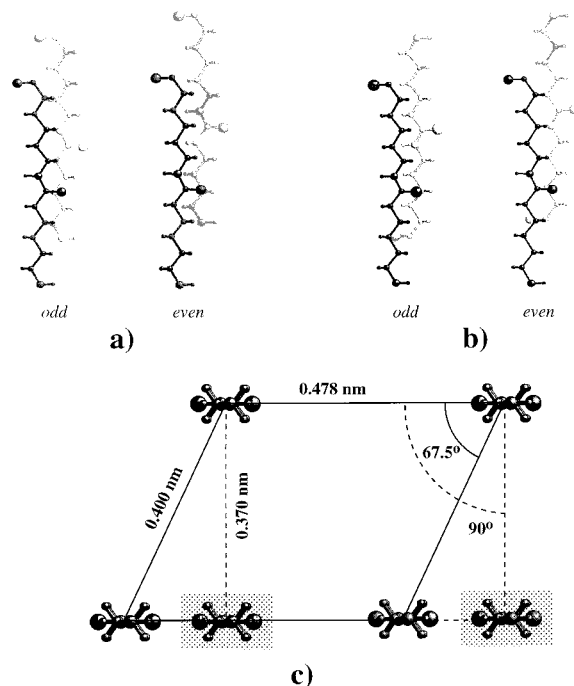 odd even odd even
a) b)
0.478 nm
67.5º
0.400 nm
0.370 nm
90º
c)